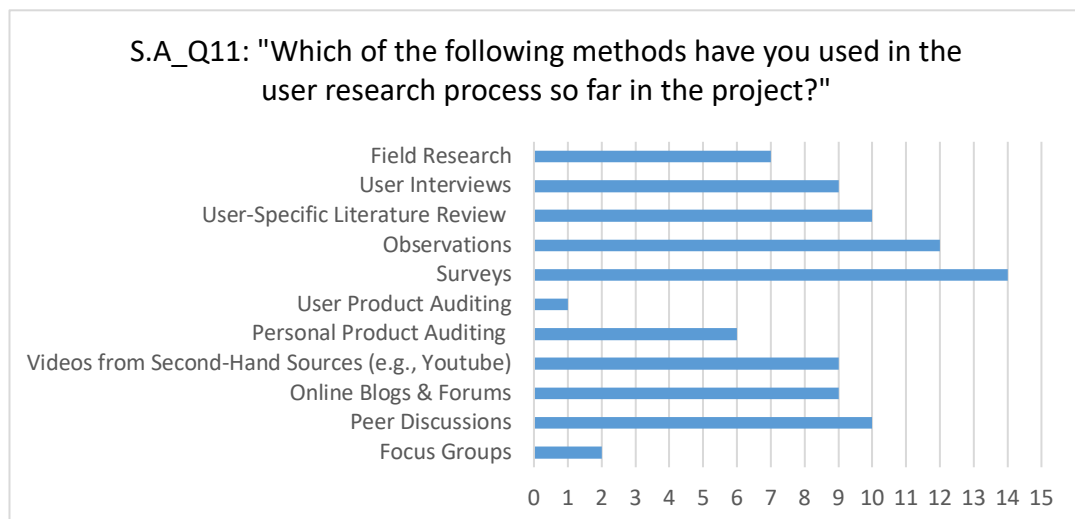 S.A_Q11: "Which of the following methods have you used in the
user research process so far in the project?"
Field Research
User Interviews
User-Specific Literature Review
Observations
Surveys
User Product Auditing
Personal Product Auditing
Videos from Second-Hand Sources (e.g., Youtube)
Online Blogs & Forums
Peer Discussions
Focus Groups
0 1 2 3 4 5 6 7 8 9 10 11 12 13 14 15